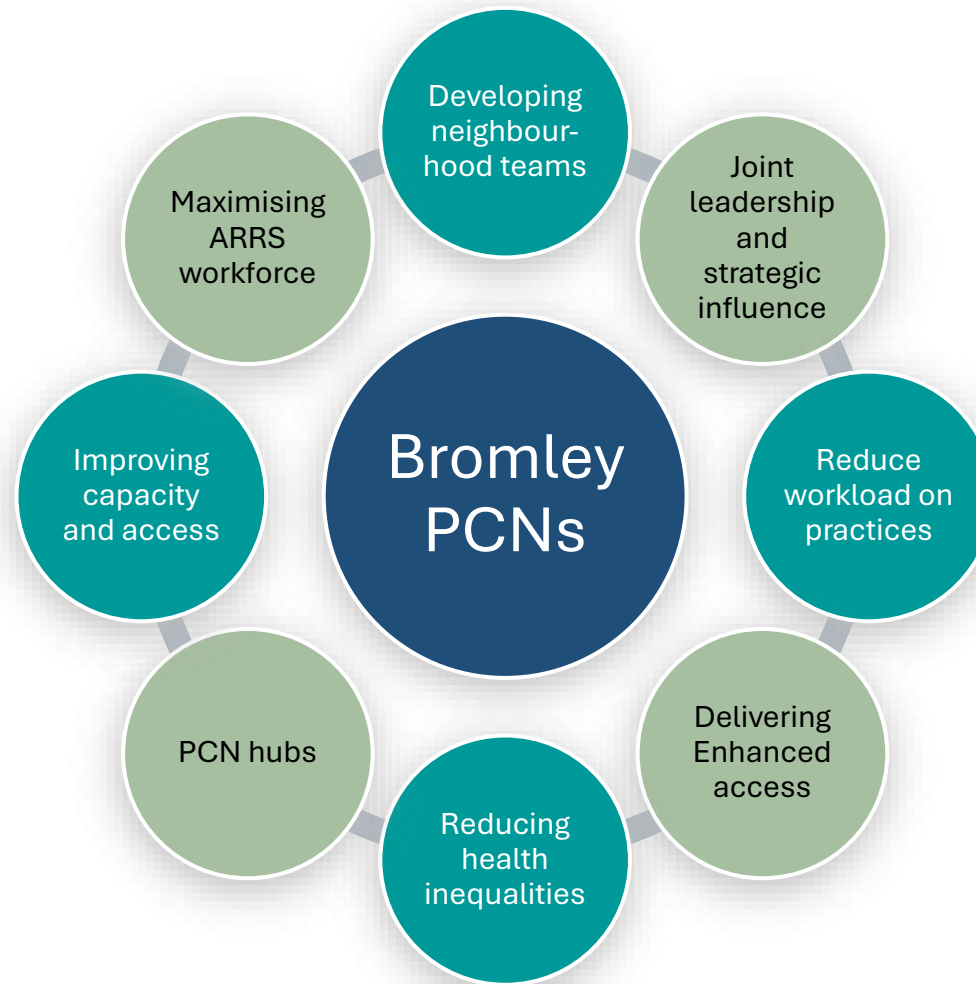 Developing
neighbour-
hood teams
Joint
leadership
and
strategic
influence
Reduce
workload on
practices
Delivering
Enhanced
access
Reducing
health
inequalities
PCN hubs
Improving
capacity
and access
Maximising
ARRS
workforce
Bromley
PCNs